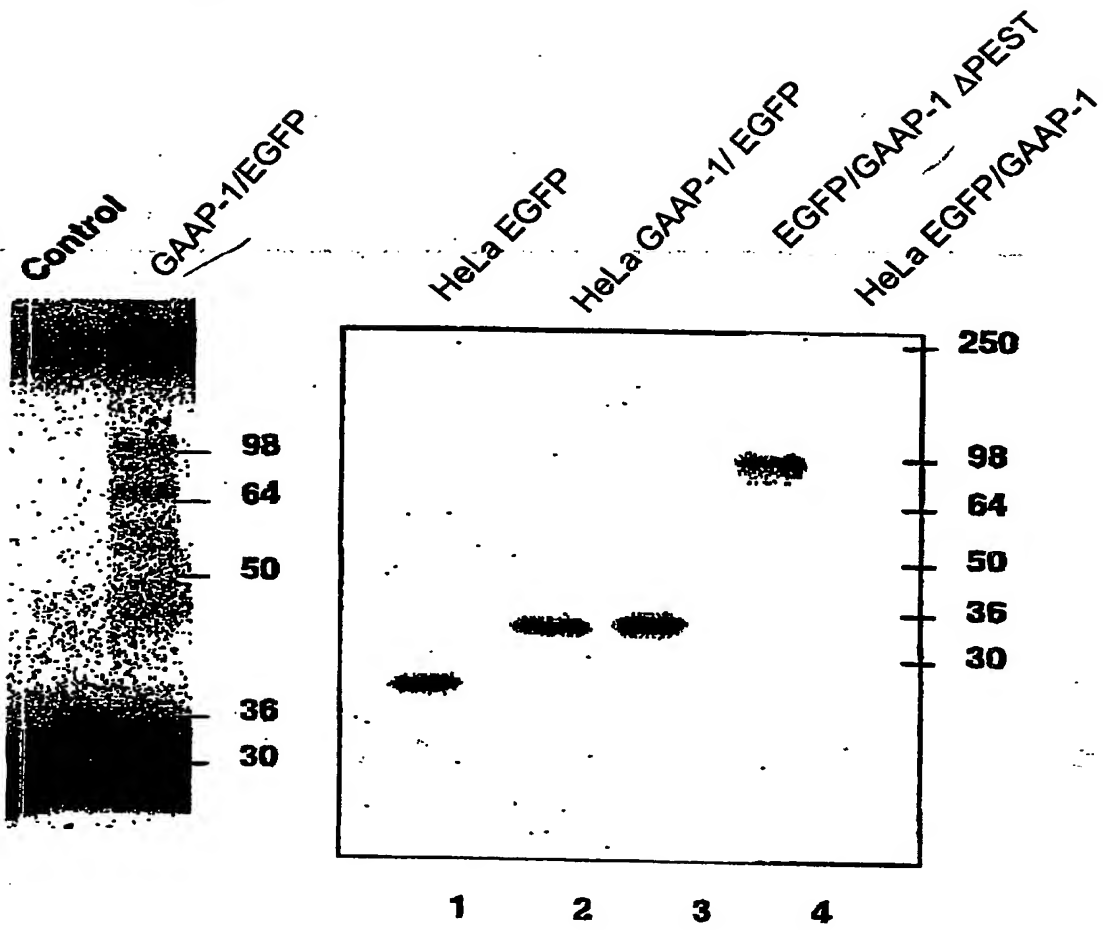 Control
GAAP-1/EGFP
HeLa EGFP
HeLa GAAP-1/ EGFP
EGFP/GAAP-1 ΔPEST
HeLa EGFP/GAAP-1
98
64
50
36
30
250
98
64
50
36
30
1
2
3
4